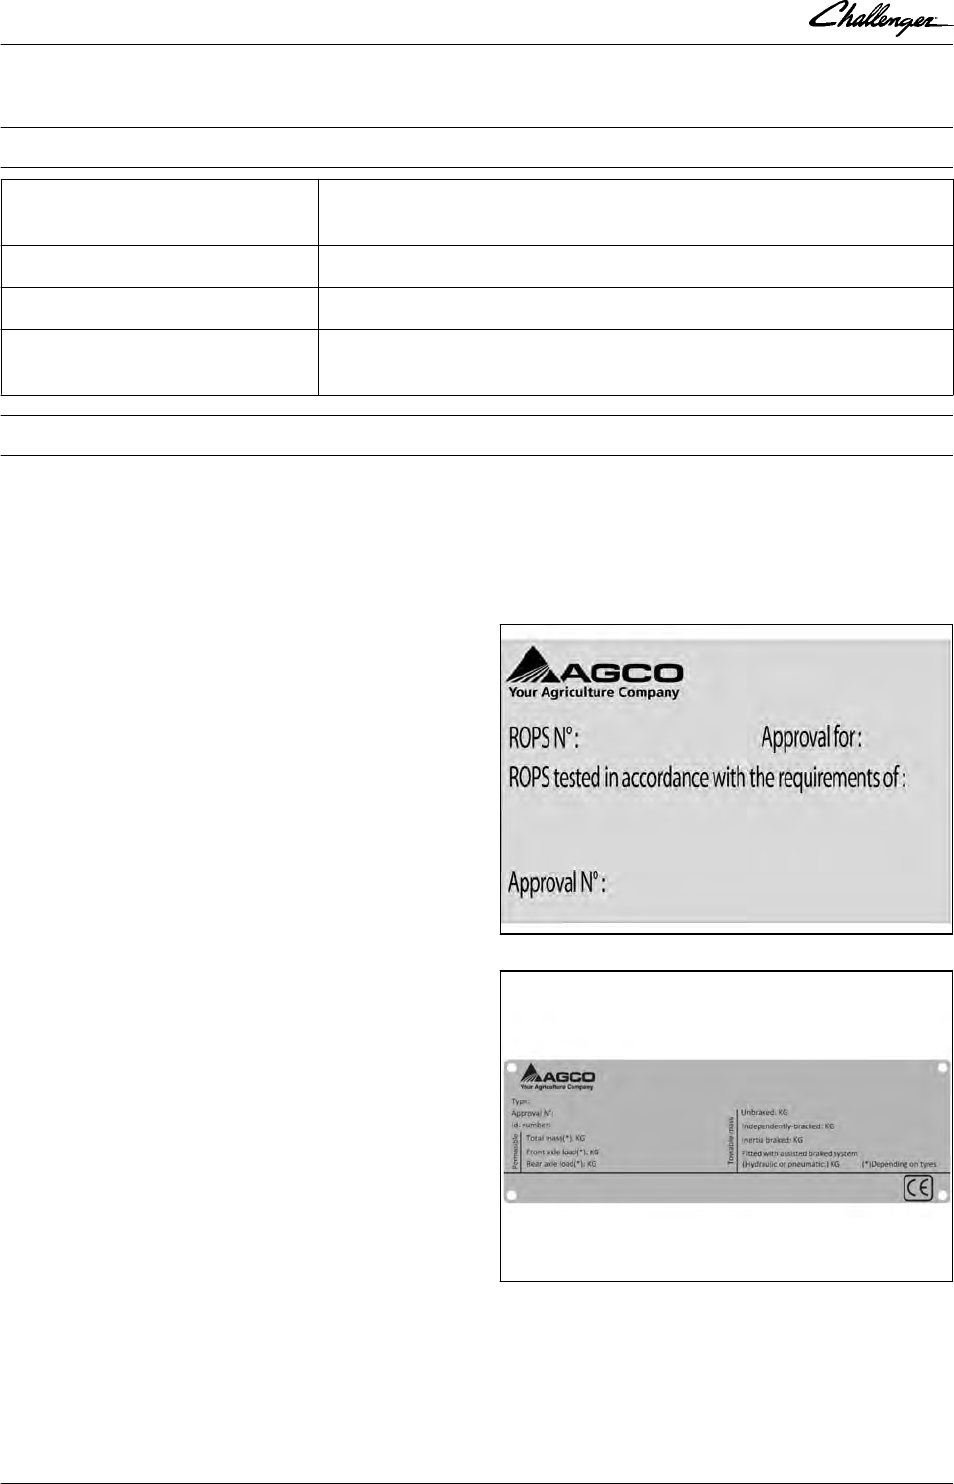 Challenger
AGCO
Your Agriculture Company
ROPS N° :
Approval for :
ROPS tested in accordance with the requirements of :
Approval N° :
AGCO
Your Agriculture Company
Type:
Approval N°:
Id. number:
Permissible
Total mass(*): KG
Front axle load(*): KG
Rear axle load(*): KG
Towable mass
Unbraked: KG
Independently-bracked: KG
Inertia braked: KG
Fitted with assisted braked system
(Hydraulic or pneumatic:) KG
(*)Depending on tyres
CE